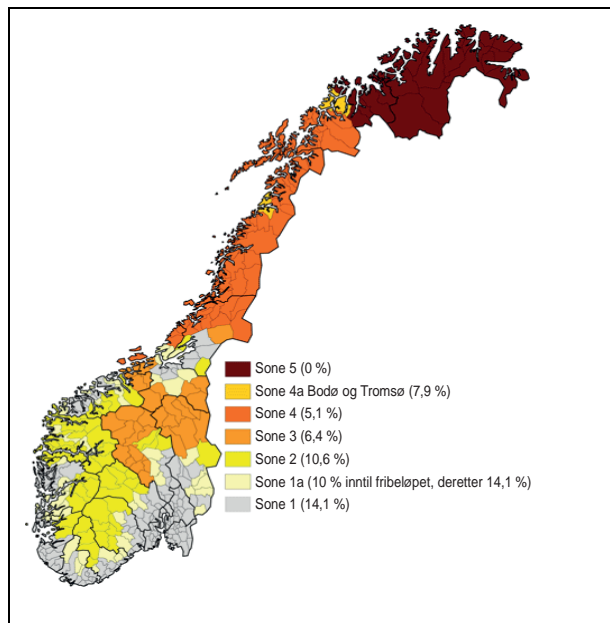 Sone 5 (0 %)
Sone 4a Bodø og Tromsø (7,9 %)
Sone 4 (5,1 %)
Sone 3 (6,4 %)
Sone 2 (10,6 %)
Sone 1a (10 % inntil fribeløpet, deretter 14,1 %)
Sone 1 (14,1 %)